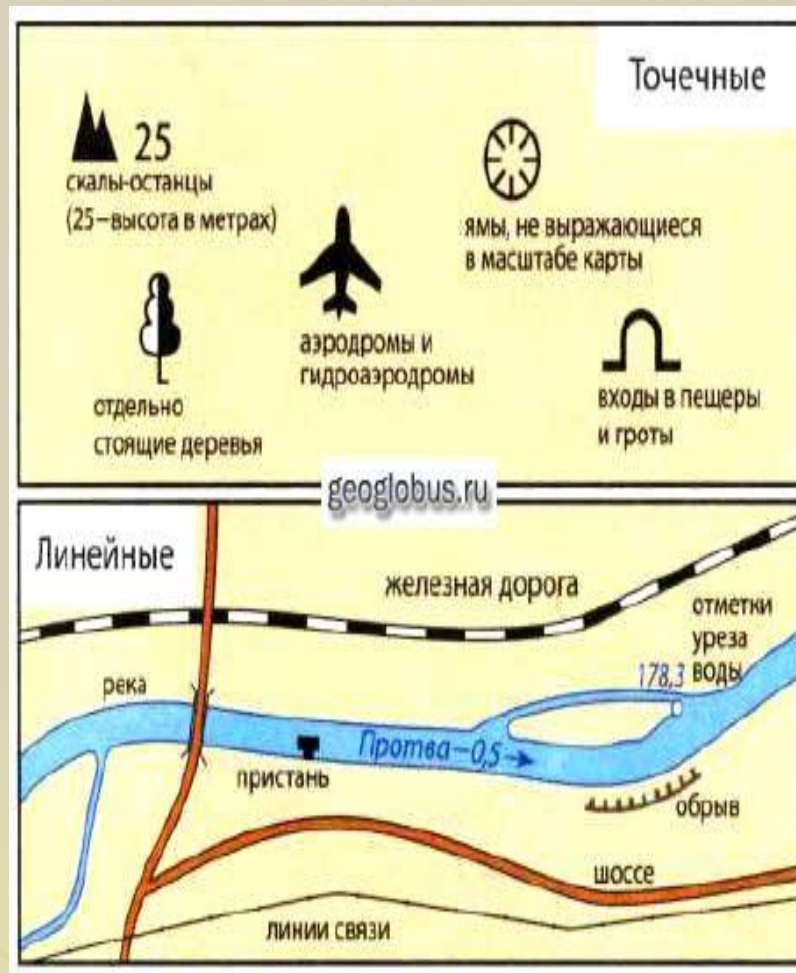 Точечные
25
скалы-останцы
(25–высота в метрах)
ямы, не выражающиеся
в масштабе карты
аэродромы и
гидроаэродромы
отдельно
стоящие деревья
входы в пещеры
и гроты
geoglobus.ru
Линейные
железная дорога
отметки
уреза
воды
178,3
река
Протва–0,5
пристань
обрыв
шоссе
линии связи